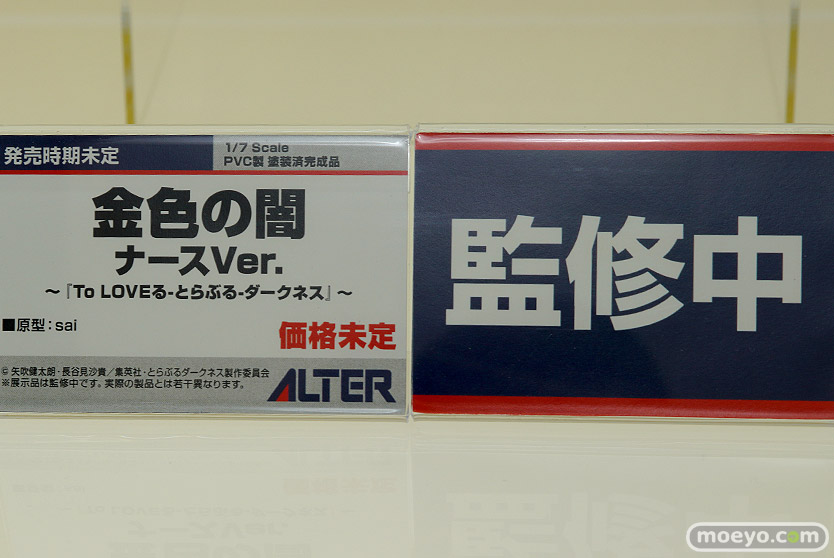 発売時期未定
1/7 Scale
PVC製 塗装済完成品
金色の闇
ナースVer.
～『To LOVEる-とらぶる-ダークネス』～
■原型：sai
価格未定
© 矢吹健太朗・長谷見沙貴／集英社・とらぶるダークネス製作委員会
※展示品は監修中です。実際の製品とは若干異なります。
ALTER
監修中
moeyo.com